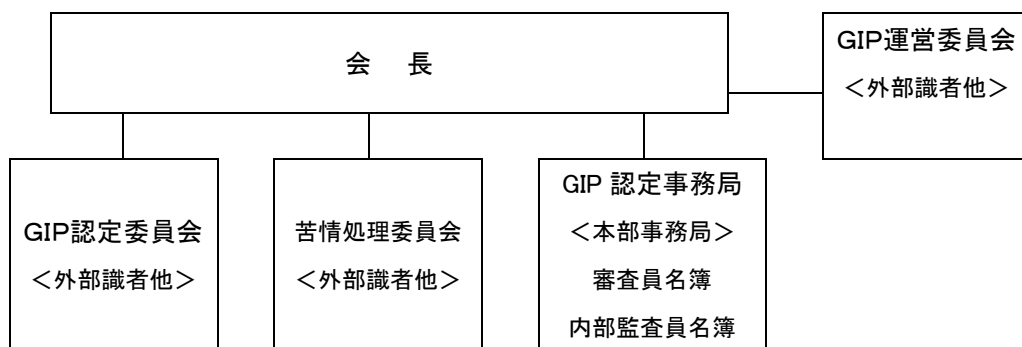 会 長
GIP運営委員会
＜外部識者他＞
GIP認定委員会
＜外部識者他＞
苦情処理委員会
＜外部識者他＞
GIP 認定事務局
＜本部事務局＞
審査員名簿
内部監査員名簿